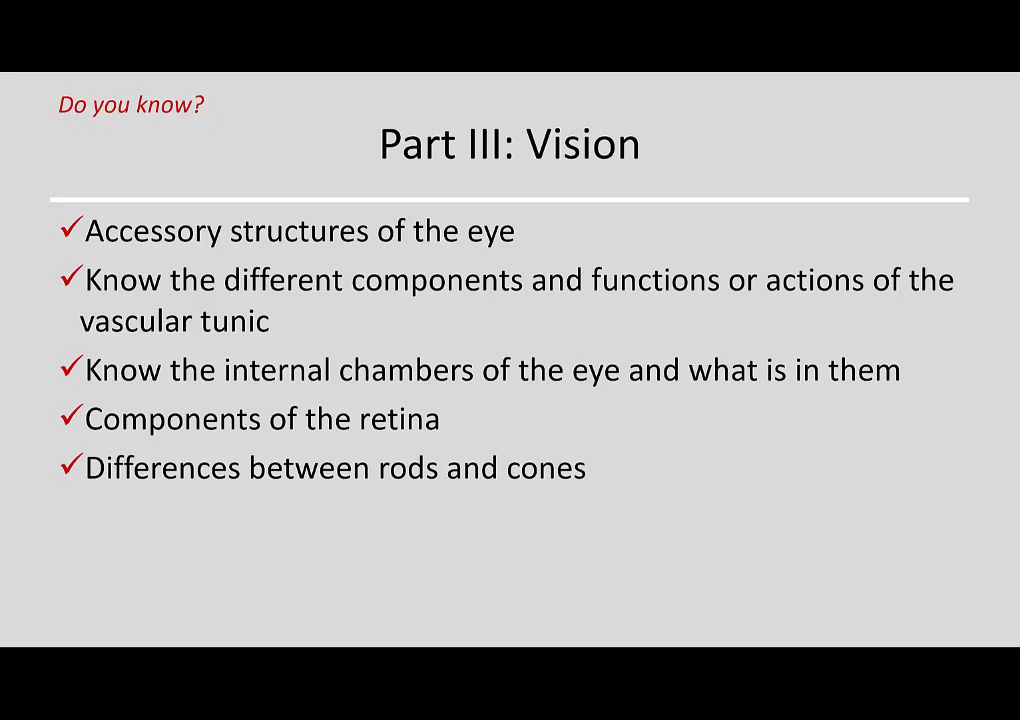 Do you know?
Part III: Vision
✓Accessory structures of the eye
✓Know the different components and functions or actions of the
vascular tunic
✓Know the internal chambers of the eye and what is in them
✓Components of the retina
✓Differences between rods and cones